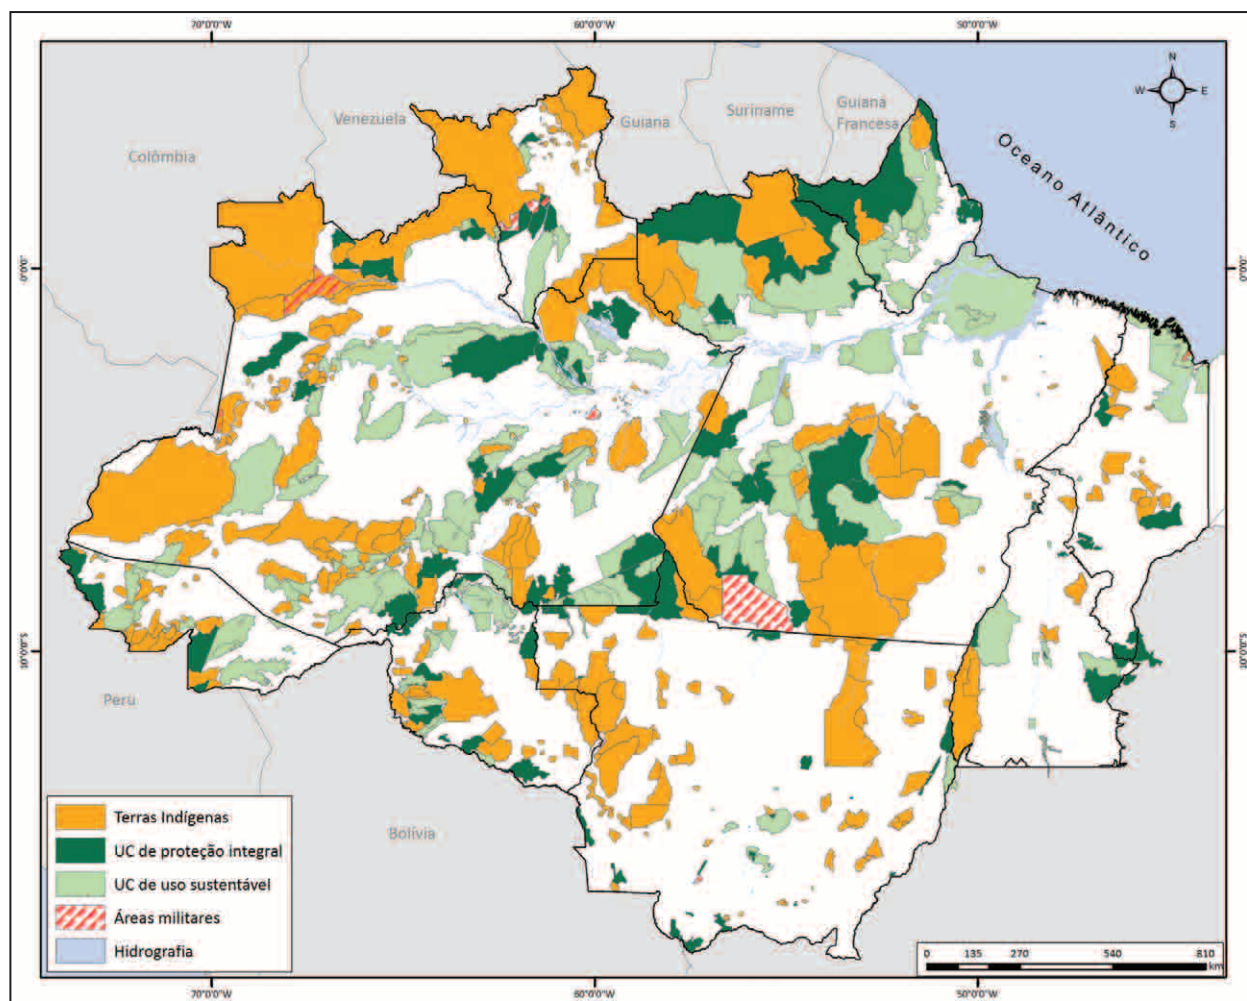 70°0'0"W 60°0'0"W 50°0'0"W
N
W E
S
Venezuela
Guiana
Suriname
Guiana
Francesa
Colômbia
Oceano Atlântico
0°0'0" 0°0'0"
10°0'0"S 10°0'0"S
Peru
Bolívia
Terras Indígenas
UC de proteção integral
UC de uso sustentável
Áreas militares
Hidrografia
0 135 270 540 810
km
70°0'0"W 60°0'0"W 50°0'0"W